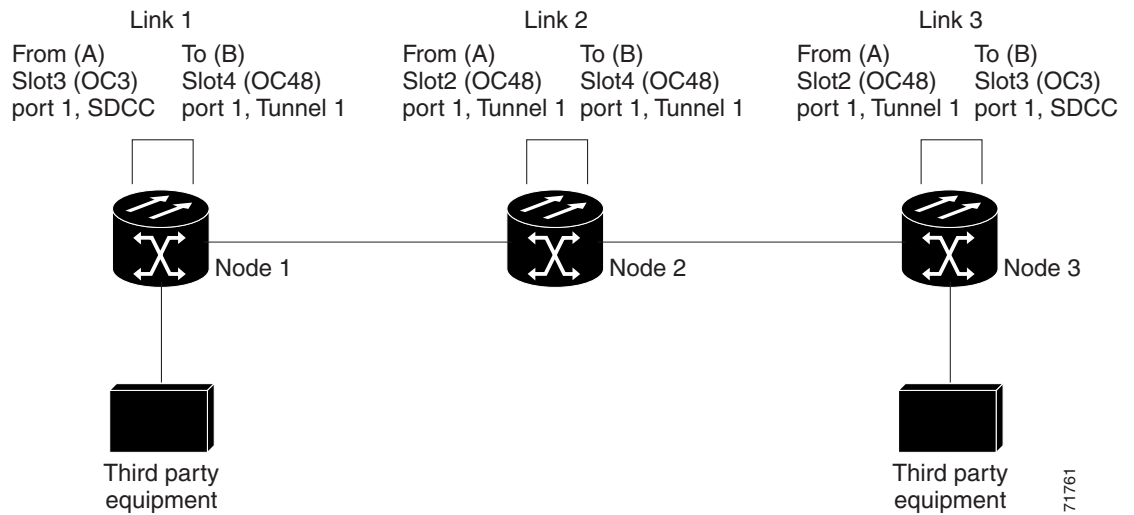 Link 1
From (A)
Slot3 (OC3)
port 1, SDCC
To (B)
Slot4 (OC48)
port 1, Tunnel 1
Link 2
From (A)
Slot2 (OC48)
port 1, Tunnel 1
To (B)
Slot4 (OC48)
port 1, Tunnel 1
Link 3
From (A)
Slot2 (OC48)
port 1, Tunnel 1
To (B)
Slot3 (OC3)
port 1, SDCC
Node 1
Node 2
Node 3
Third party
equipment
Third party
equipment
71761